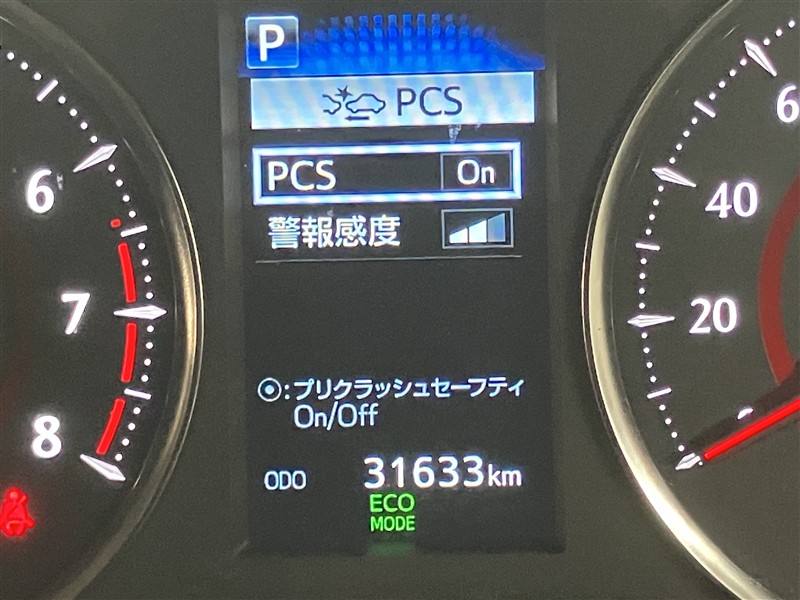 P
PCS
PCS On
警報感度
:プリクラッシュセーフティ
On/Off
ODO 31633km
ECO
MODE
6
7
8
6
40
20